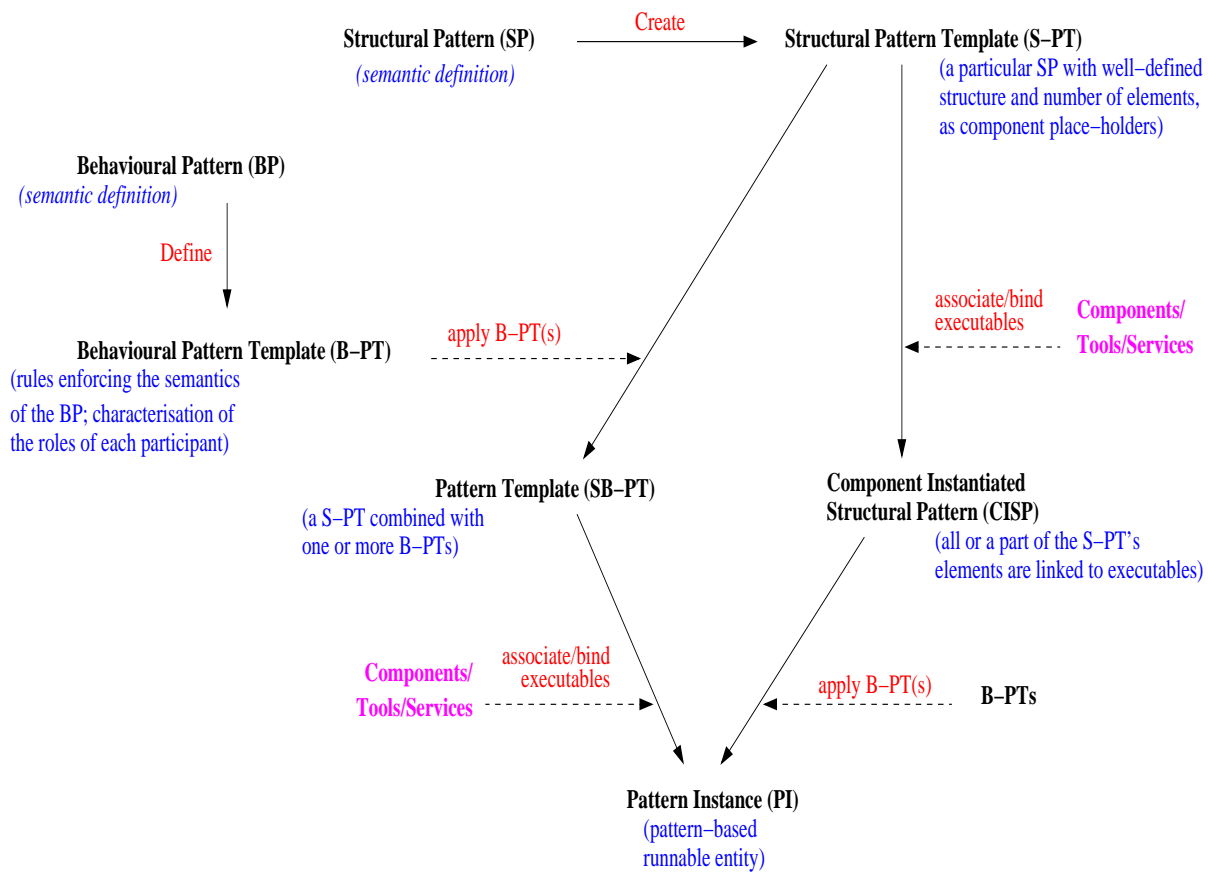 Create
Structural Pattern (SP)
Structural Pattern Template (S−PT)
(semantic definition)
(a particular SP with well−defined
structure and number of elements,
as component place−holders)
Behavioural Pattern (BP)
(semantic definition)
Define
associate/bind
executables
Components/
Tools/Services
apply B−PT(s)
Behavioural Pattern Template (B−PT)
(rules enforcing the semantics
of the BP; characterisation of
the roles of each participant)
Pattern Template (SB−PT)
(a S−PT combined with
one or more B−PTs)
Component Instantiated
Structural Pattern (CISP)
(all or a part of the S−PT's
elements are linked to executables)
Components/
Tools/Services
associate/bind
executables
apply B−PT(s)
B−PTs
Pattern Instance (PI)
(pattern−based
runnable entity)